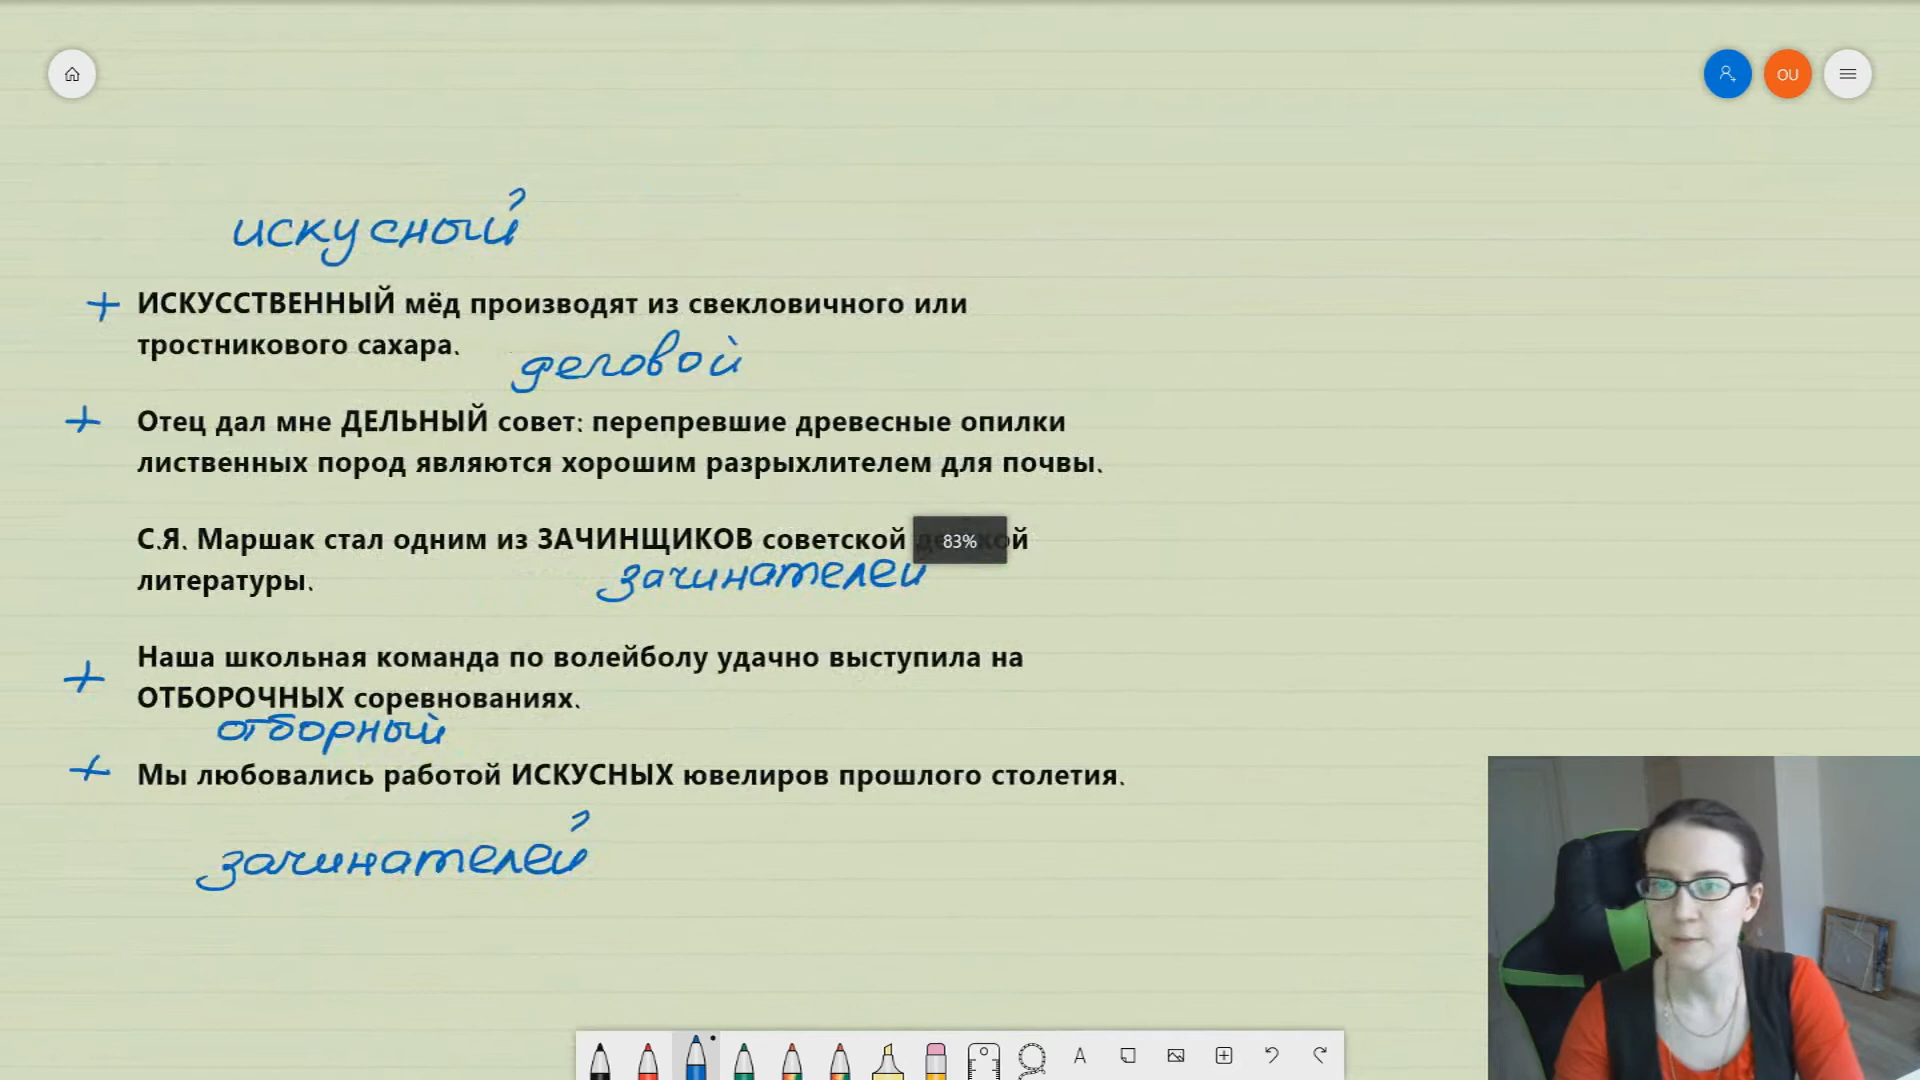 OU
искусный
+ ИСКУССТВЕННЫЙ мёд производят из свекловичного или
тростникового сахара.
деловой
+ Отец дал мне ДЕЛЬНЫЙ совет: перепревшие древесные опилки
лиственных пород являются хорошим разрыхлителем для почвы.
С.Я. Маршак стал одним из ЗАЧИНЩИКОВ советской детской
83%
литературы.
зачинателей
+ Наша школьная команда по волейболу удачно выступила на
ОТБОРОЧНЫХ соревнованиях.
отборный
+ Мы любовались работой ИСКУСНЫХ ювелиров прошлого столетия.
зачинателей